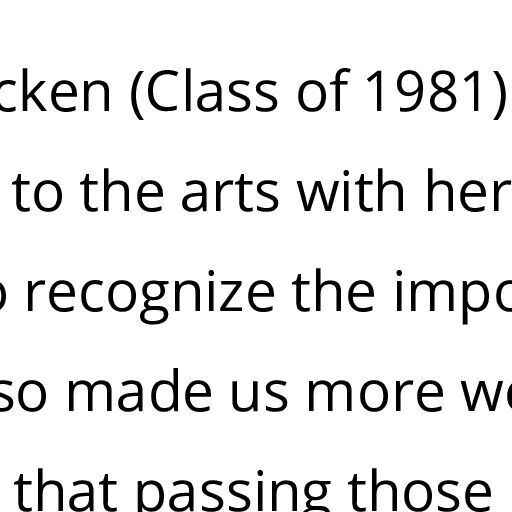 cken (Class of 1981)
to the arts with her
o recognize the impo
so made us more wo
that passing those